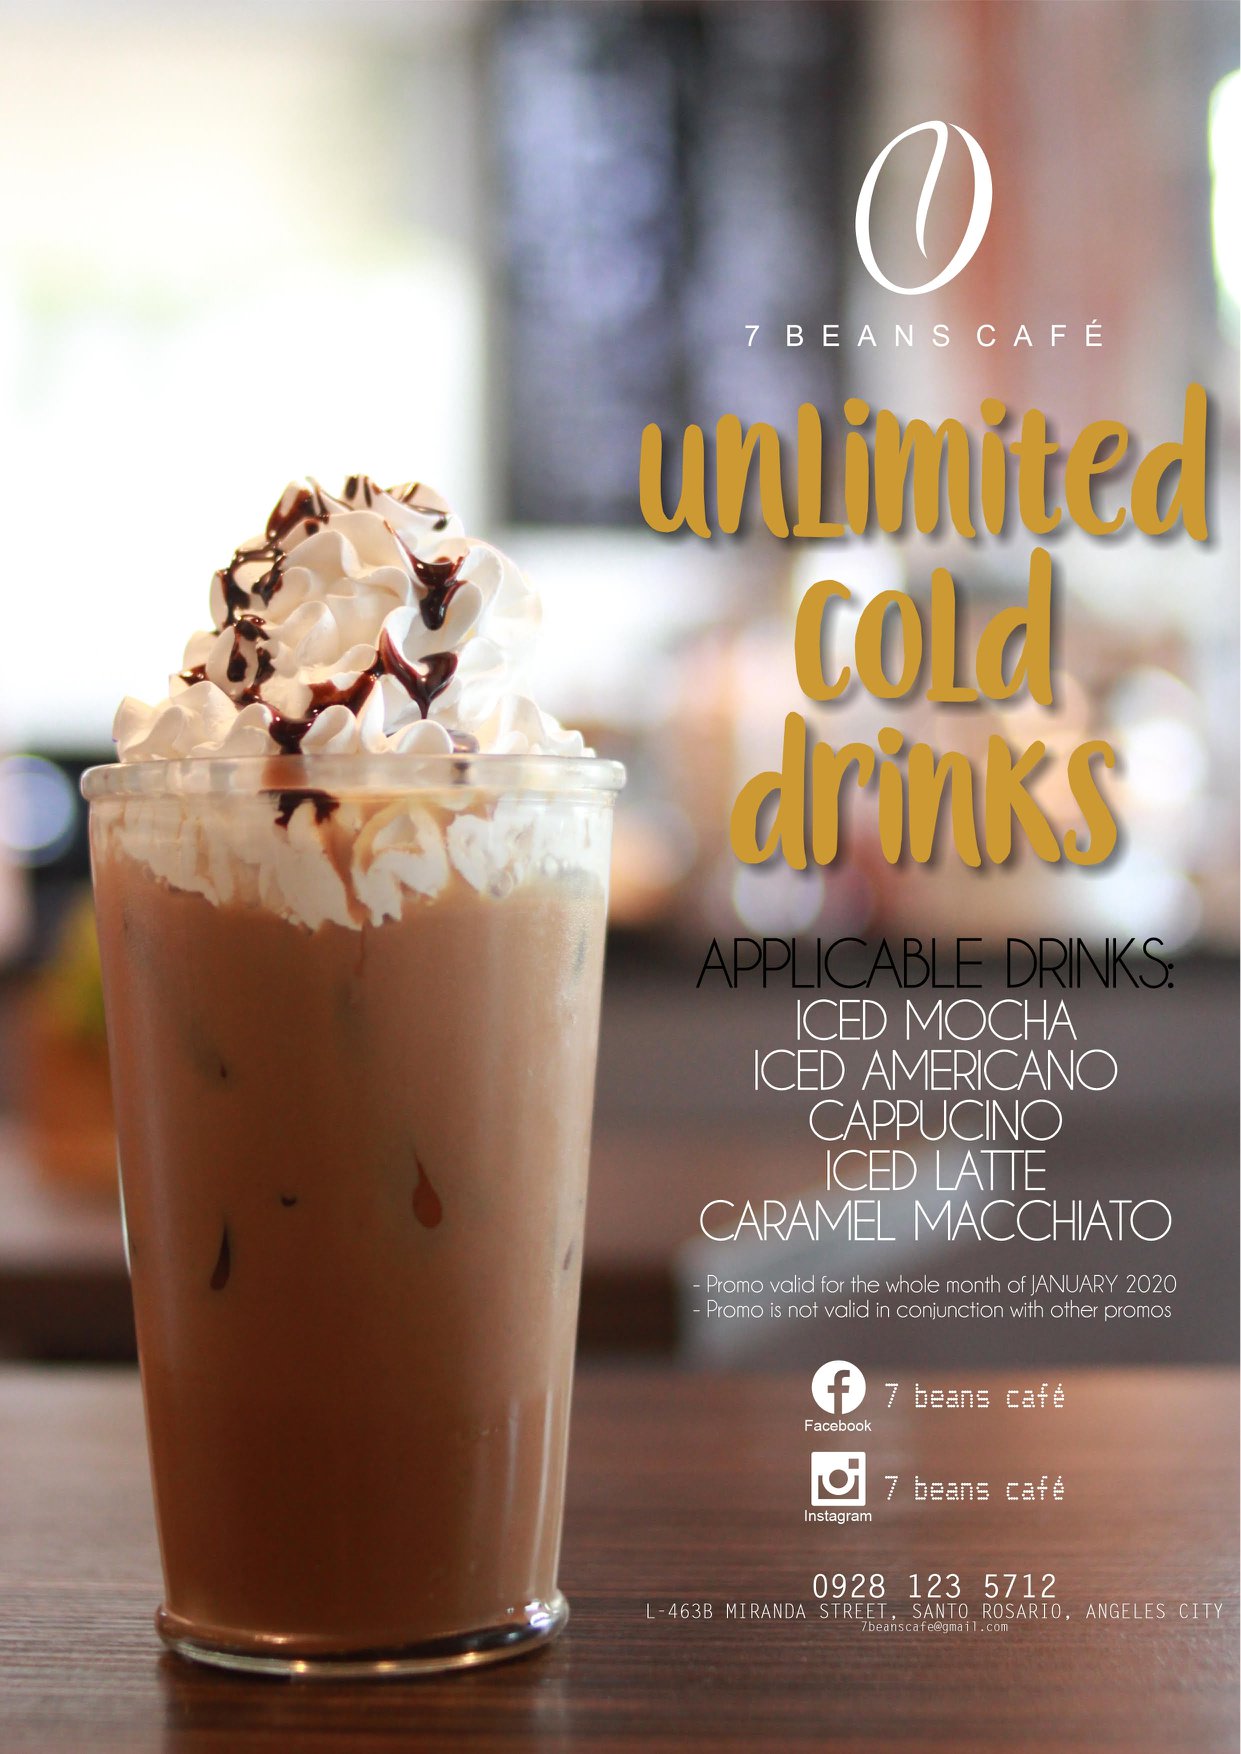 7 BEANS CAFÉ
unlimited
cold
drinks
APPLICABLE DRINKS:
ICED MOCHA
ICED AMERICANO
CAPPUCINO
ICED LATTE
CARAMEL MACCHIATO
- Promo valid for the whole month of JANUARY 2020
- Promo is not valid in conjunction with other promos
7 beans café
Facebook
7 beans café
Instagram
0928 123 5712
L-463B MIRANDA STREET, SANTO ROSARIO, ANGELES CITY
7beanscafe@gmail.com